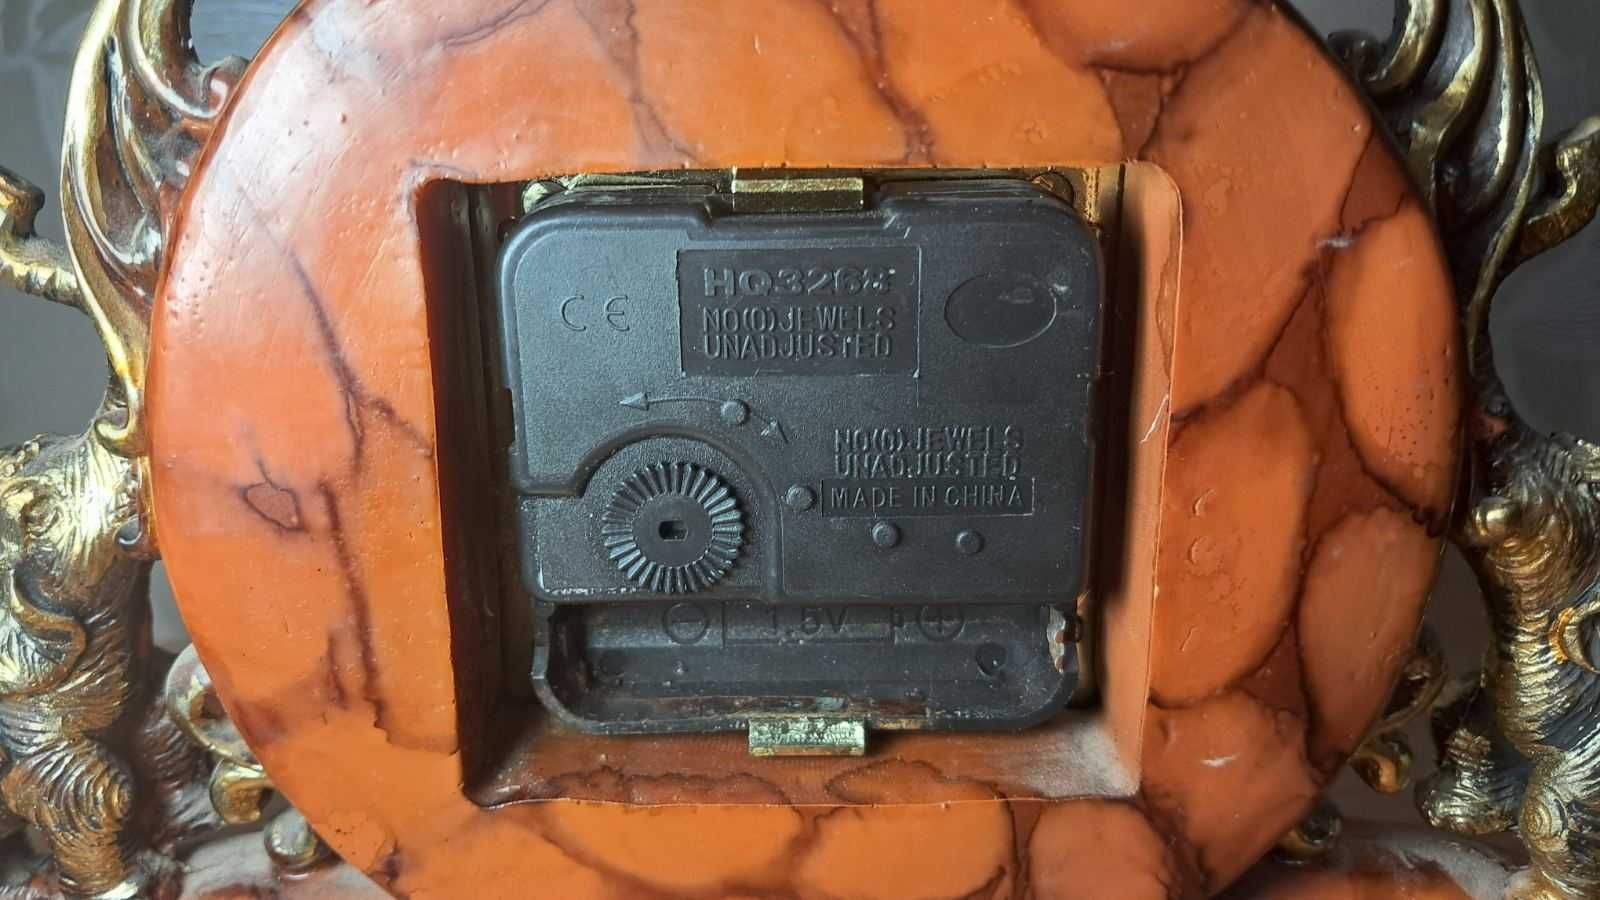 HQ3268
NO(0)JEWELS
UNADJUSTED
CE
NO(0)JEWELS
UNADJUSTED
MADE IN CHINA
⊖ 1.5V ⊕